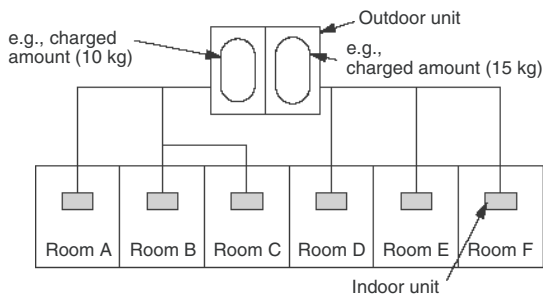 Outdoor unit
e.g., charged
amount (10 kg)
e.g.,
charged amount (15 kg)
Room A
Room B
Room C
Room D
Room E
Room F
Indoor unit